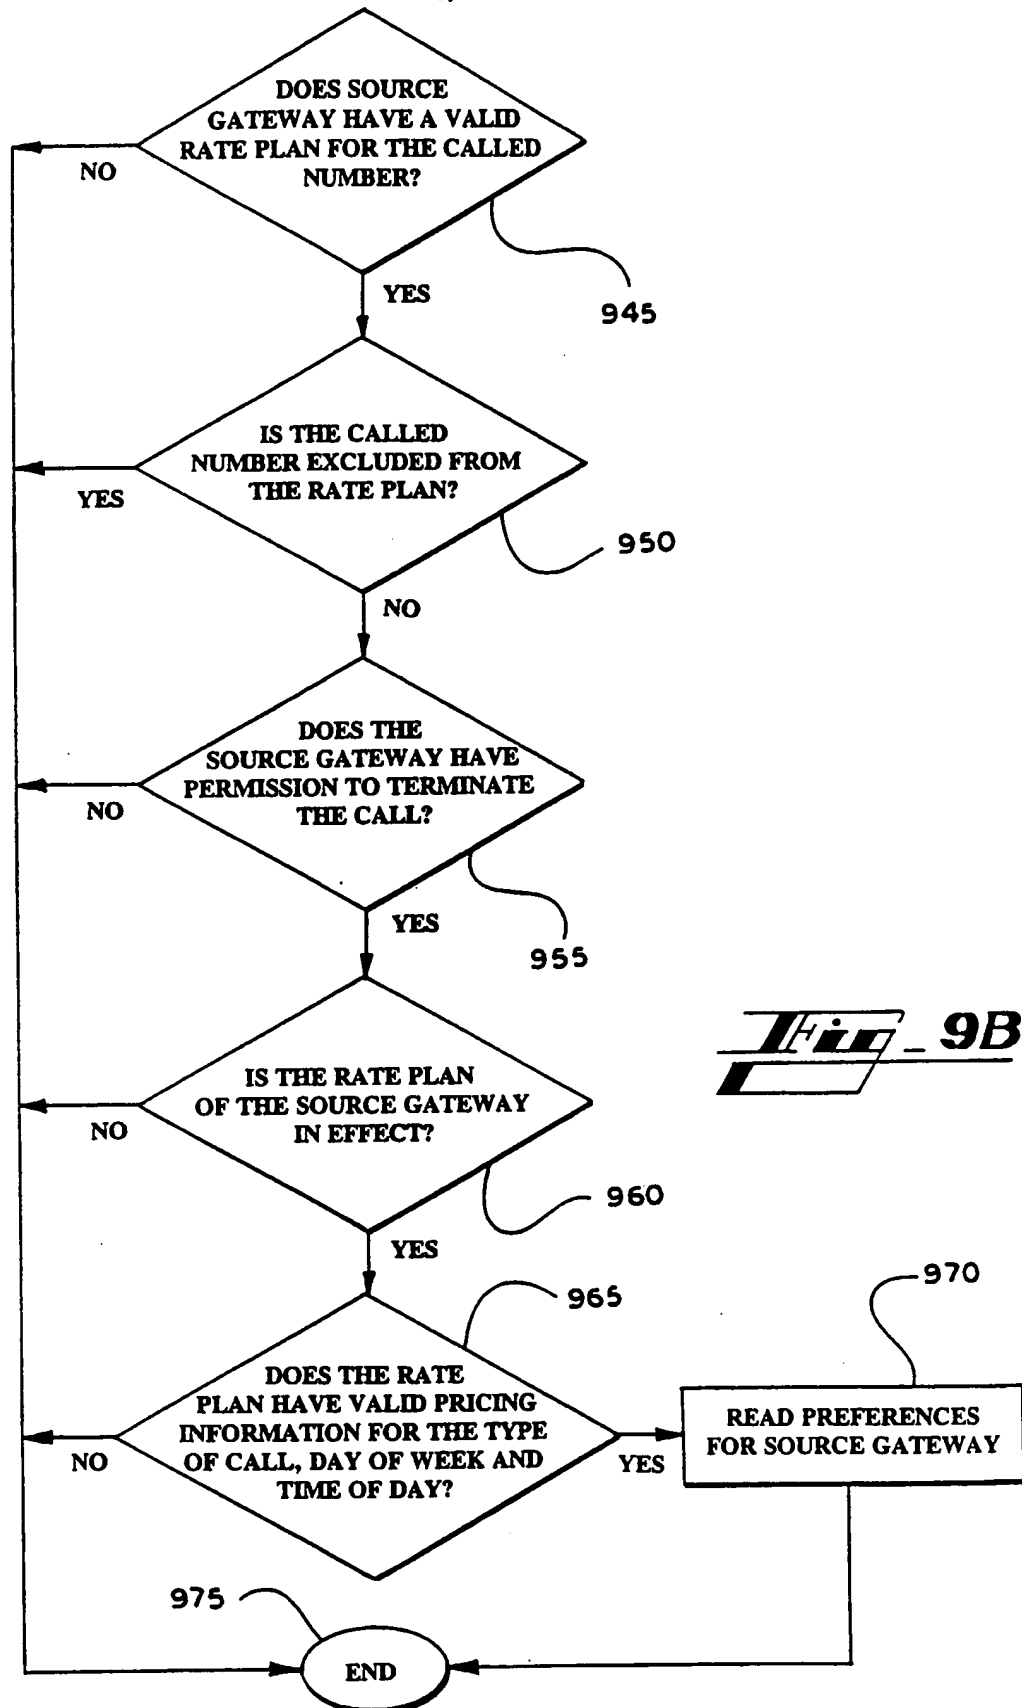 DOES SOURCE
GATEWAY HAVE A VALID
RATE PLAN FOR THE CALLED
NUMBER?
NO
YES
945
IS THE CALLED
NUMBER EXCLUDED FROM
THE RATE PLAN?
YES
950
NO
DOES THE
SOURCE GATEWAY HAVE
PERMISSION TO TERMINATE
THE CALL?
NO
YES
955
Fig_9B
IS THE RATE PLAN
OF THE SOURCE GATEWAY
IN EFFECT?
NO
960
YES
965
970
DOES THE RATE
PLAN HAVE VALID PRICING
INFORMATION FOR THE TYPE
OF CALL, DAY OF WEEK AND
TIME OF DAY?
NO
YES
READ PREFERENCES
FOR SOURCE GATEWAY
975
END